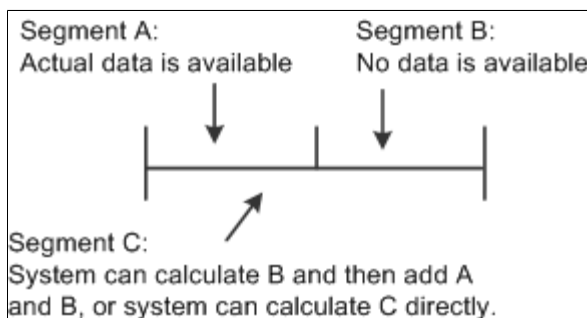 Segment A:
Actual data is available
Segment B:
No data is available
Segment C:
System can calculate B and then add A
and B, or system can calculate C directly.